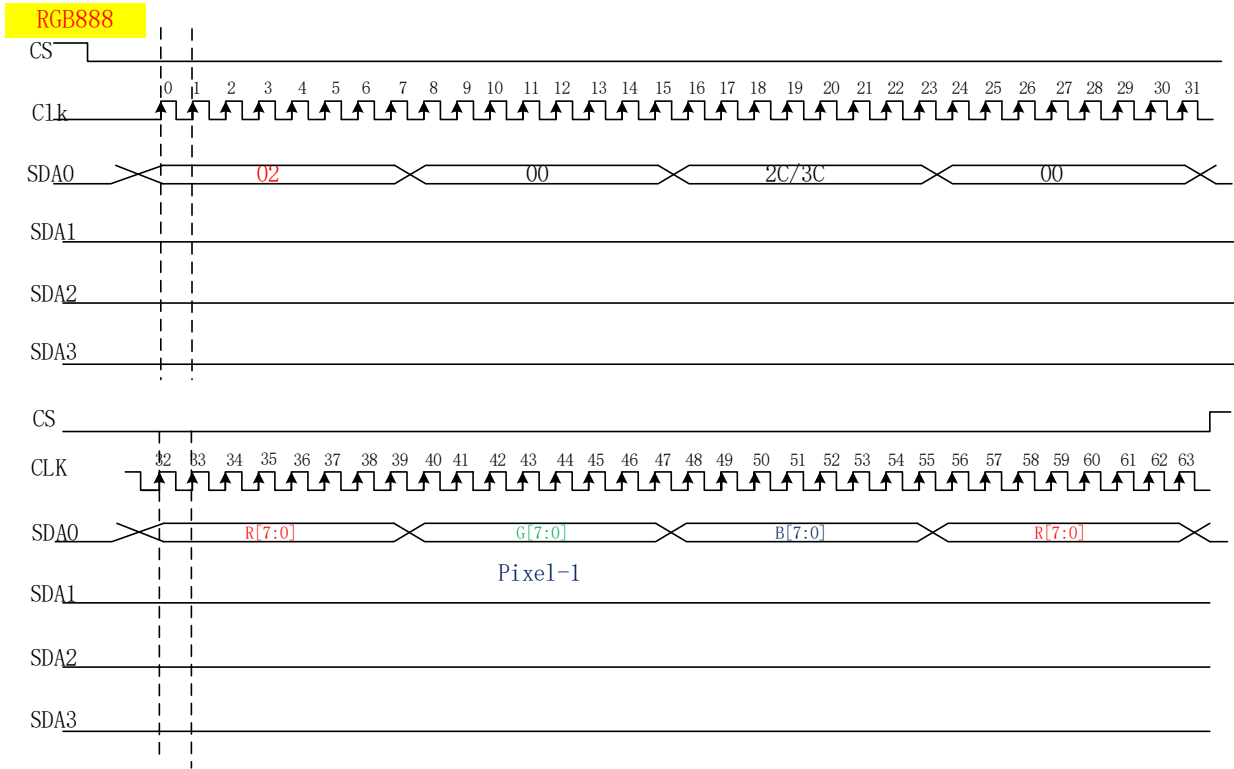 RGB888
CS
0 1 2 3 4 5 6 7 8 9 10 11 12 13 14 15 16 17 18 19 20 21 22 23 24 25 26 27 28 29 30 31
Clk
SDA0 02 00 2C/3C 00
SDA1
SDA2
SDA3
CS
CLK 32 33 34 35 36 37 38 39 40 41 42 43 44 45 46 47 48 49 50 51 52 53 54 55 56 57 58 59 60 61 62 63
SDA0 R[7:0] G[7:0] B[7:0] R[7:0]
Pixel-1
SDA1
SDA2
SDA3